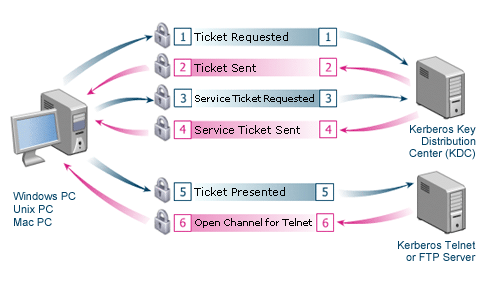 1 Ticket Requested 1
2 Ticket Sent 2
3 Service Ticket Requested 3
4 Service Ticket Sent 4
Kerberos Key
Distribution
Center (KDC)
Windows PC
Unix PC
Mac PC
5 Ticket Presented 5
6 Open Channel for Telnet 6
Kerberos Telnet
or FTP Server